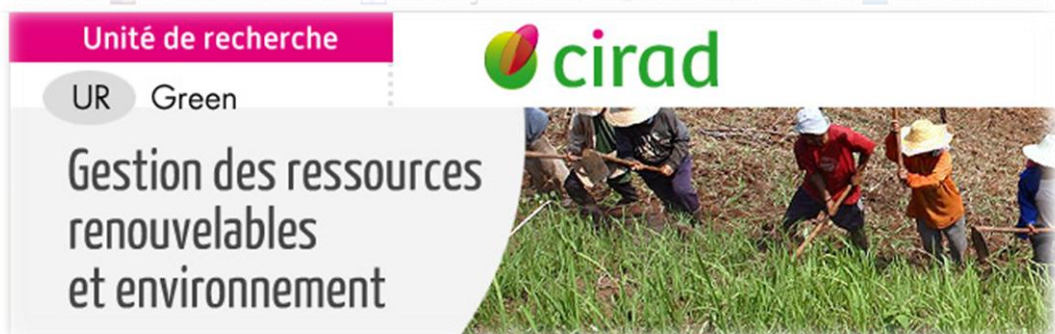 Unité de recherche
cirad
UR Green
Gestion des ressources
renouvelables
et environnement